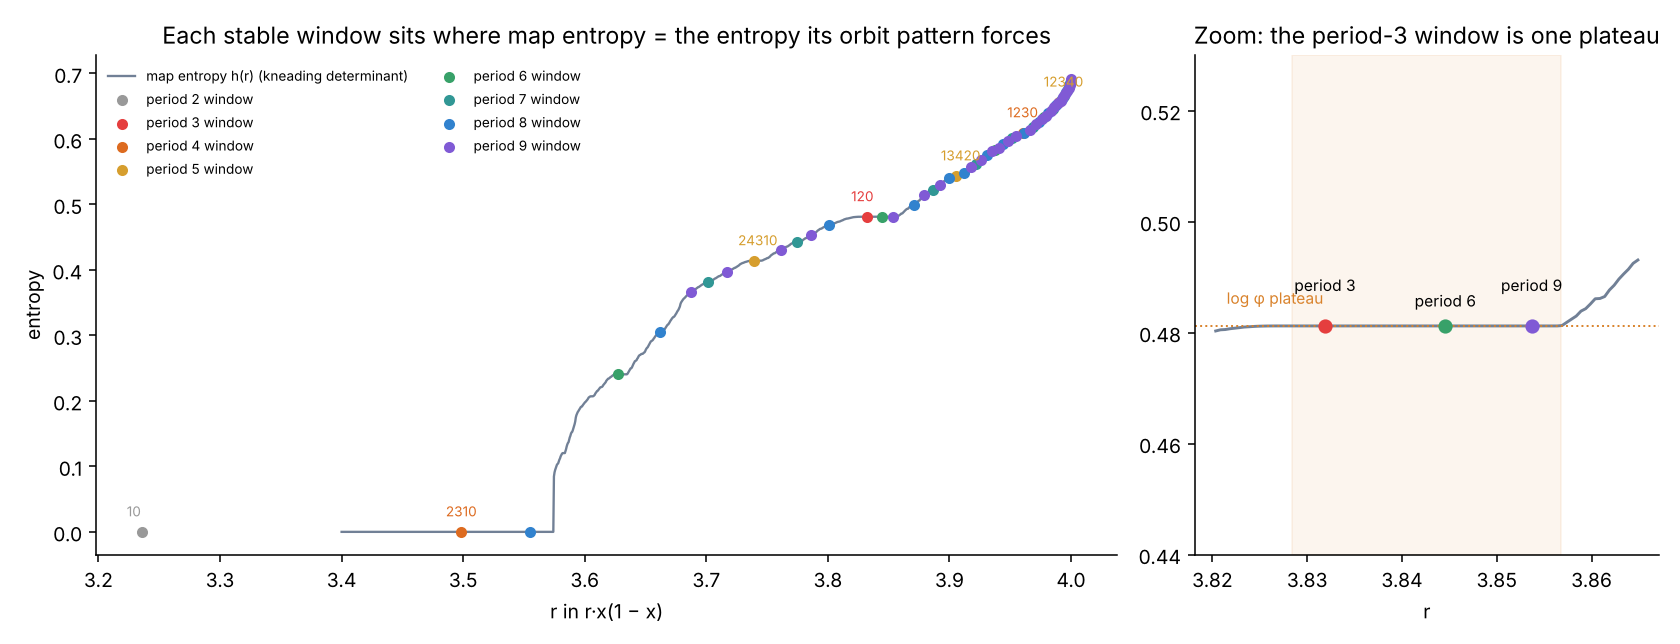 Each stable window sits where map entropy = the entropy its orbit pattern forces
map entropy h(r) (kneading determinant)
period 2 window
period 3 window
period 4 window
period 5 window
period 6 window
period 7 window
period 8 window
period 9 window
entropy
0.7
0.6
0.5
0.4
0.3
0.2
0.1
0.0
10
2310
24310
120
13420
1230
12340
3.2
3.3
3.4
3.5
3.6
3.7
3.8
3.9
4.0
r in r·x(1 − x)
Zoom: the period-3 window is one plateau
0.52
0.50
0.48
0.46
0.44
log φ plateau
period 3
period 6
period 9
3.82
3.83
3.84
3.85
3.86
r